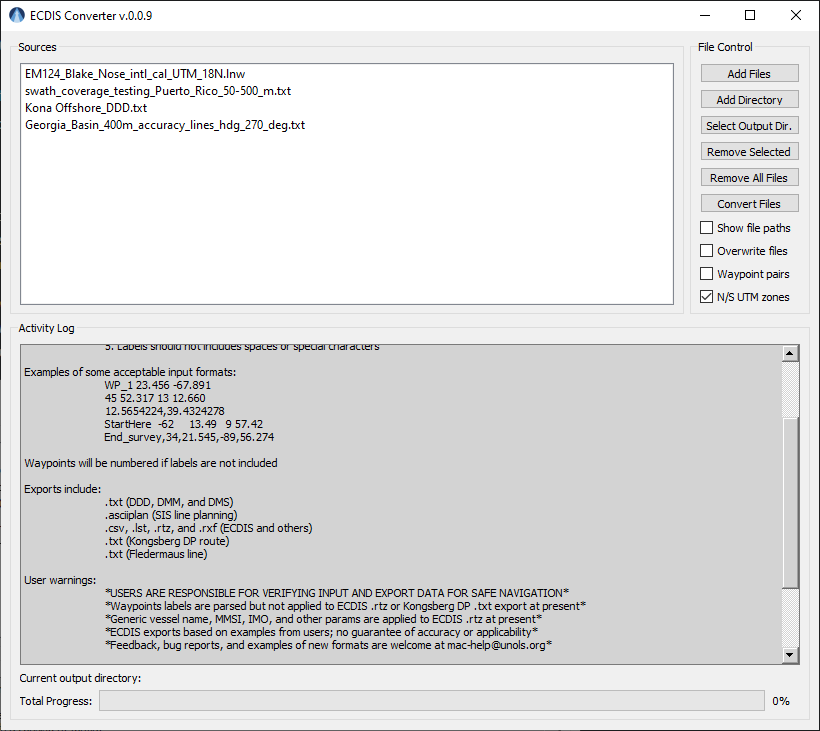 ECDIS Converter v.0.0.9
Sources
EM124_Blake_Nose_intl_cal_UTM_18N.lnw
swath_coverage_testing_Puerto_Rico_50-500_m.txt
Kona Offshore_DDD.txt
Georgia_Basin_400m_accuracy_lines_hdg_270_deg.txt
File Control
Add Files
Add Directory
Select Output Dir.
Remove Selected
Remove All Files
Convert Files
Show file paths
Overwrite files
Waypoint pairs
N/S UTM zones
Activity Log
5. Labels should not includes spaces or special characters
Examples of some acceptable input formats:
WP_1 23.456 -67.891
45 52.317 13 12.660
12.5654224,39.4324278
StartHere  -62     13.49   9 57.42
End_survey,34,21.545,-89,56.274
Waypoints will be numbered if labels are not included
Exports include:
.txt (DDD, DMM, and DMS)
.asciiplan (SIS line planning)
.csv, .lst, .rtz, and .rxf (ECDIS and others)
.txt (Kongsberg DP route)
.txt (Fledermaus line)
User warnings:
*USERS ARE RESPONSIBLE FOR VERIFYING INPUT AND EXPORT DATA FOR SAFE NAVIGATION*
*Waypoints labels are parsed but not applied to ECDIS .rtz or Kongsberg DP .txt export at present*
*Generic vessel name, MMSI, IMO, and other params are applied to ECDIS .rtz at present*
*ECDIS exports based on examples from users; no guarantee of accuracy or applicability*
*Feedback, bug reports, and examples of new formats are welcome at mac-help@unols.org*
Current output directory:
Total Progress:
0%